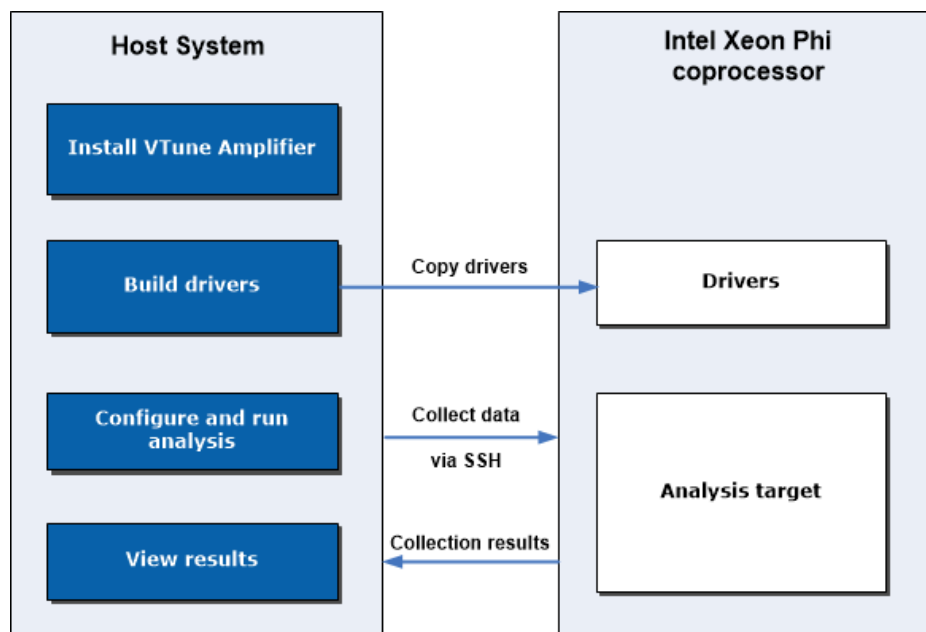 Host System
Install VTune Amplifier
Build drivers
Configure and run
analysis
View results
Copy drivers
Collect data
via SSH
Collection results
Intel Xeon Phi
coprocessor
Drivers
Analysis target